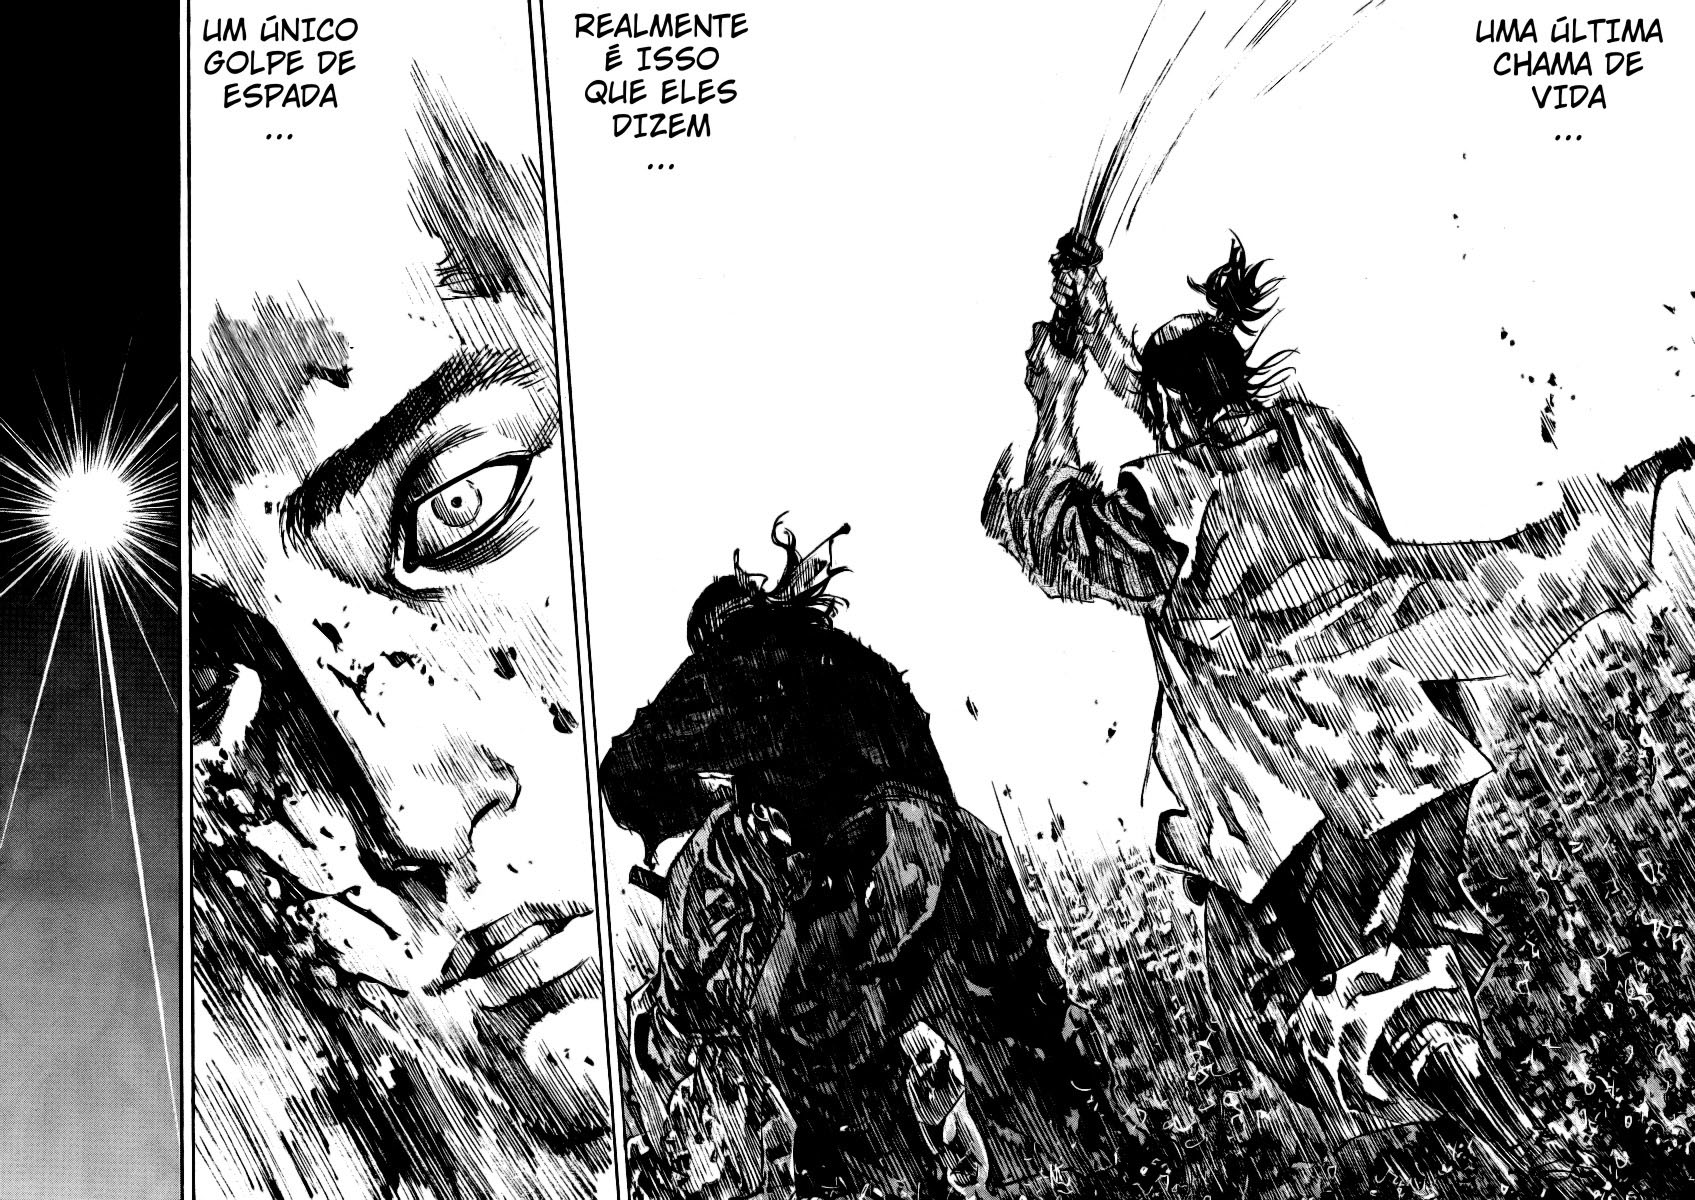 UMA ÚLTIMA
CHAMA DE
VIDA
...
REALMENTE
É ISSO
QUE ELES
DIZEM
...
UM ÚNICO
GOLPE DE
ESPADA
...